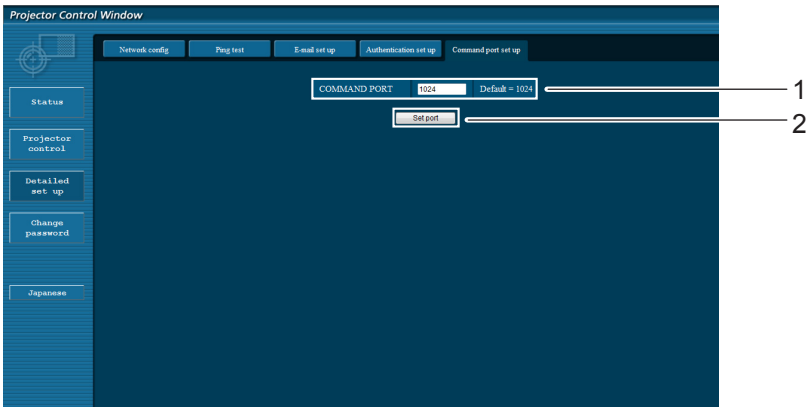 Projector Control Window
Network config
Ping test
E-mail set up
Authentication set up
Command port set up
COMMAND PORT 1024 Default = 1024
1
Set port
2
Status
Projector
control
Detailed
set up
Change
password
Japanese